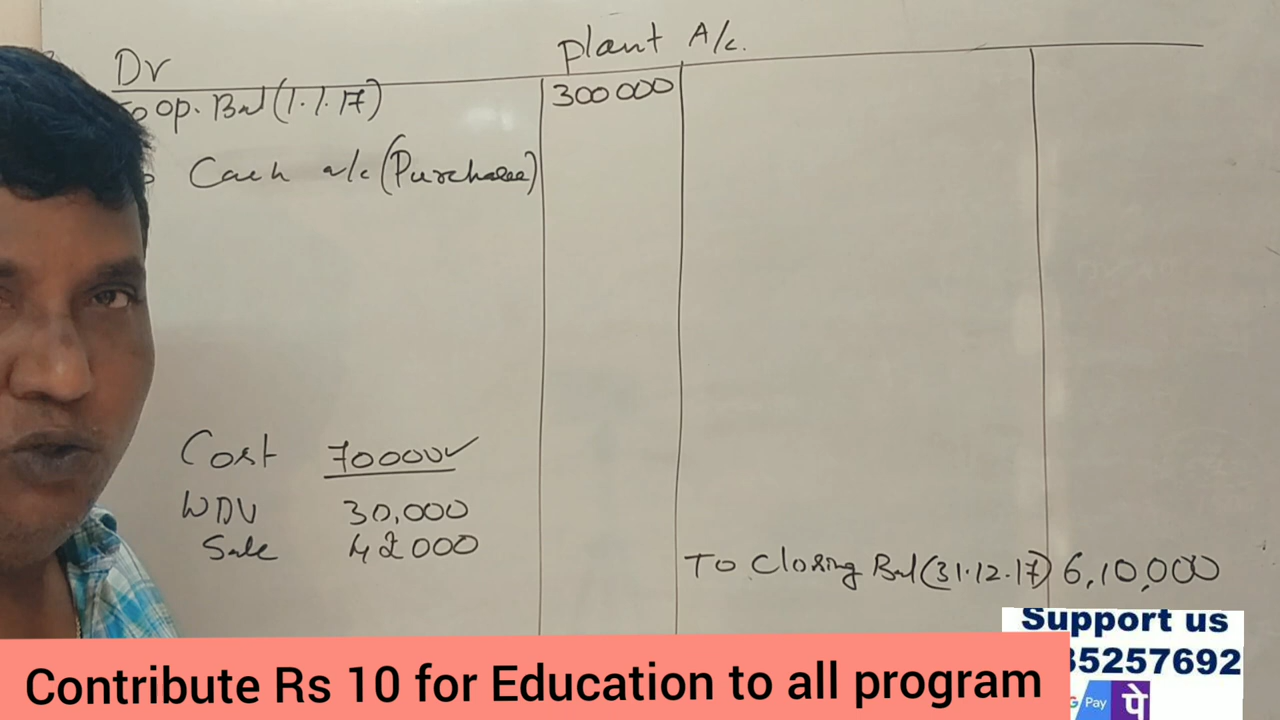 Dr
Plant A/c.
To op. Bal (1.1.17)
300000
Cash a/c (Purchase)
Cost 70000
WDV 30,000
Sale 42000
To Closing Bal (31.12.17) 6,10,000
Support us
35257692
G Pay पे
Contribute Rs 10 for Education to all program